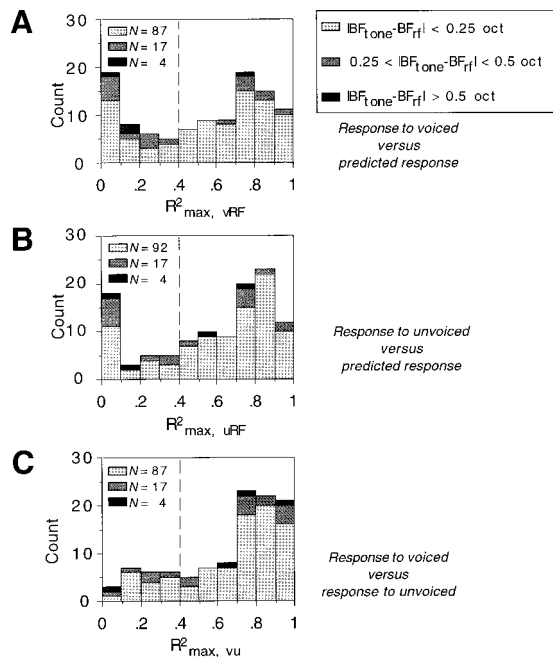 A
30
20
10
0
Count
N = 87
N = 17
N = 4
0 .2 .4 .6 .8 1
R²max, vRF
|BFtone-BFrf| < 0.25 oct
0.25 < |BFtone-BFrf| < 0.5 oct
|BFtone-BFrf| > 0.5 oct
Response to voiced
versus
predicted response
B
30
20
10
0
Count
N = 92
N = 17
N = 4
0 .2 .4 .6 .8 1
R²max, uRF
Response to unvoiced
versus
predicted response
C
30
20
10
0
Count
N = 87
N = 17
N = 4
0 .2 .4 .6 .8 1
R²max, vu
Response to voiced
versus
response to unvoiced